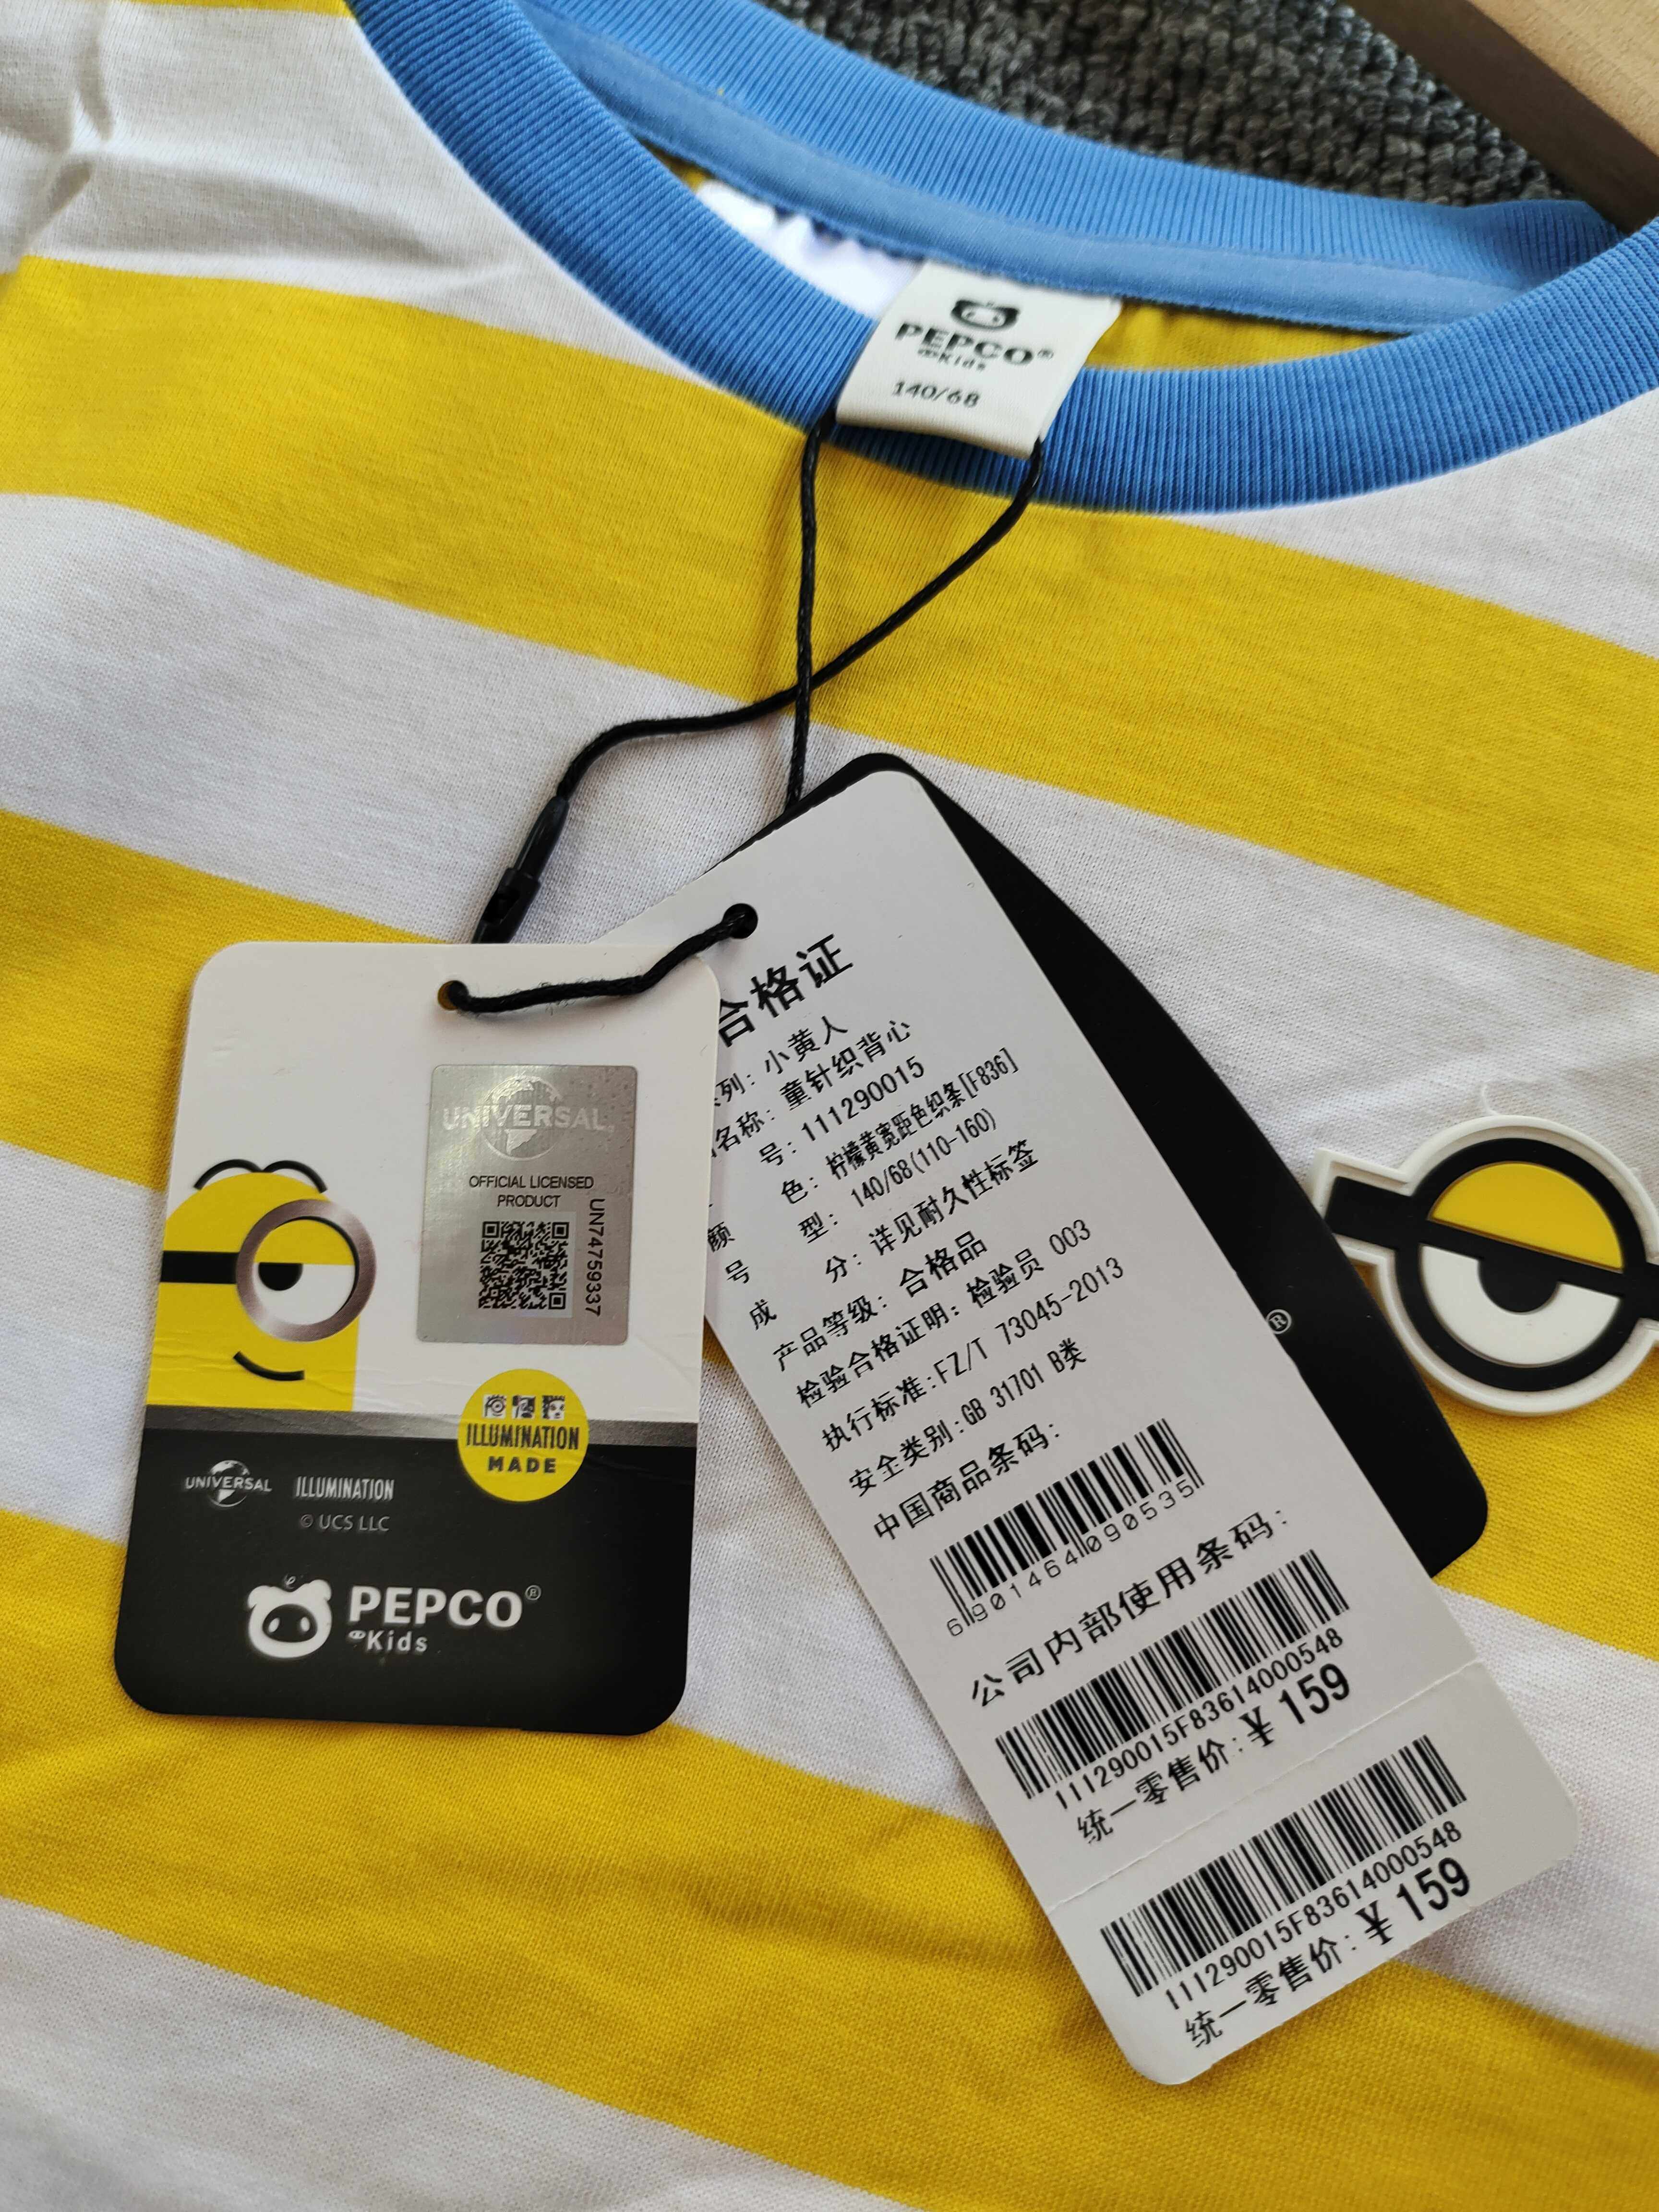 PEPCO®
Kids
140/68
合格证
列: 小黄人
名称: 童针织背心
号: 111290015
颜 色: 柠檬黄宽距色织条[F836]
号 型: 140/68(110-160)
成 分: 详见耐久性标签
产品等级: 合格品
检验合格证明: 检验员 003
执行标准:FZ/T 73045-2013
安全类别:GB 31701 B类
中国商品条码:
6901464090535
公司内部使用条码:
111290015F83614000548
统一零售价:¥ 159
111290015F83614000548
统一零售价:¥ 159
®
UNIVERSAL
OFFICIAL LICENSED
PRODUCT
UN74759337
ILLUMINATION
MADE
UNIVERSAL ILLUMINATION
© UCS LLC
PEPCO®
Kids